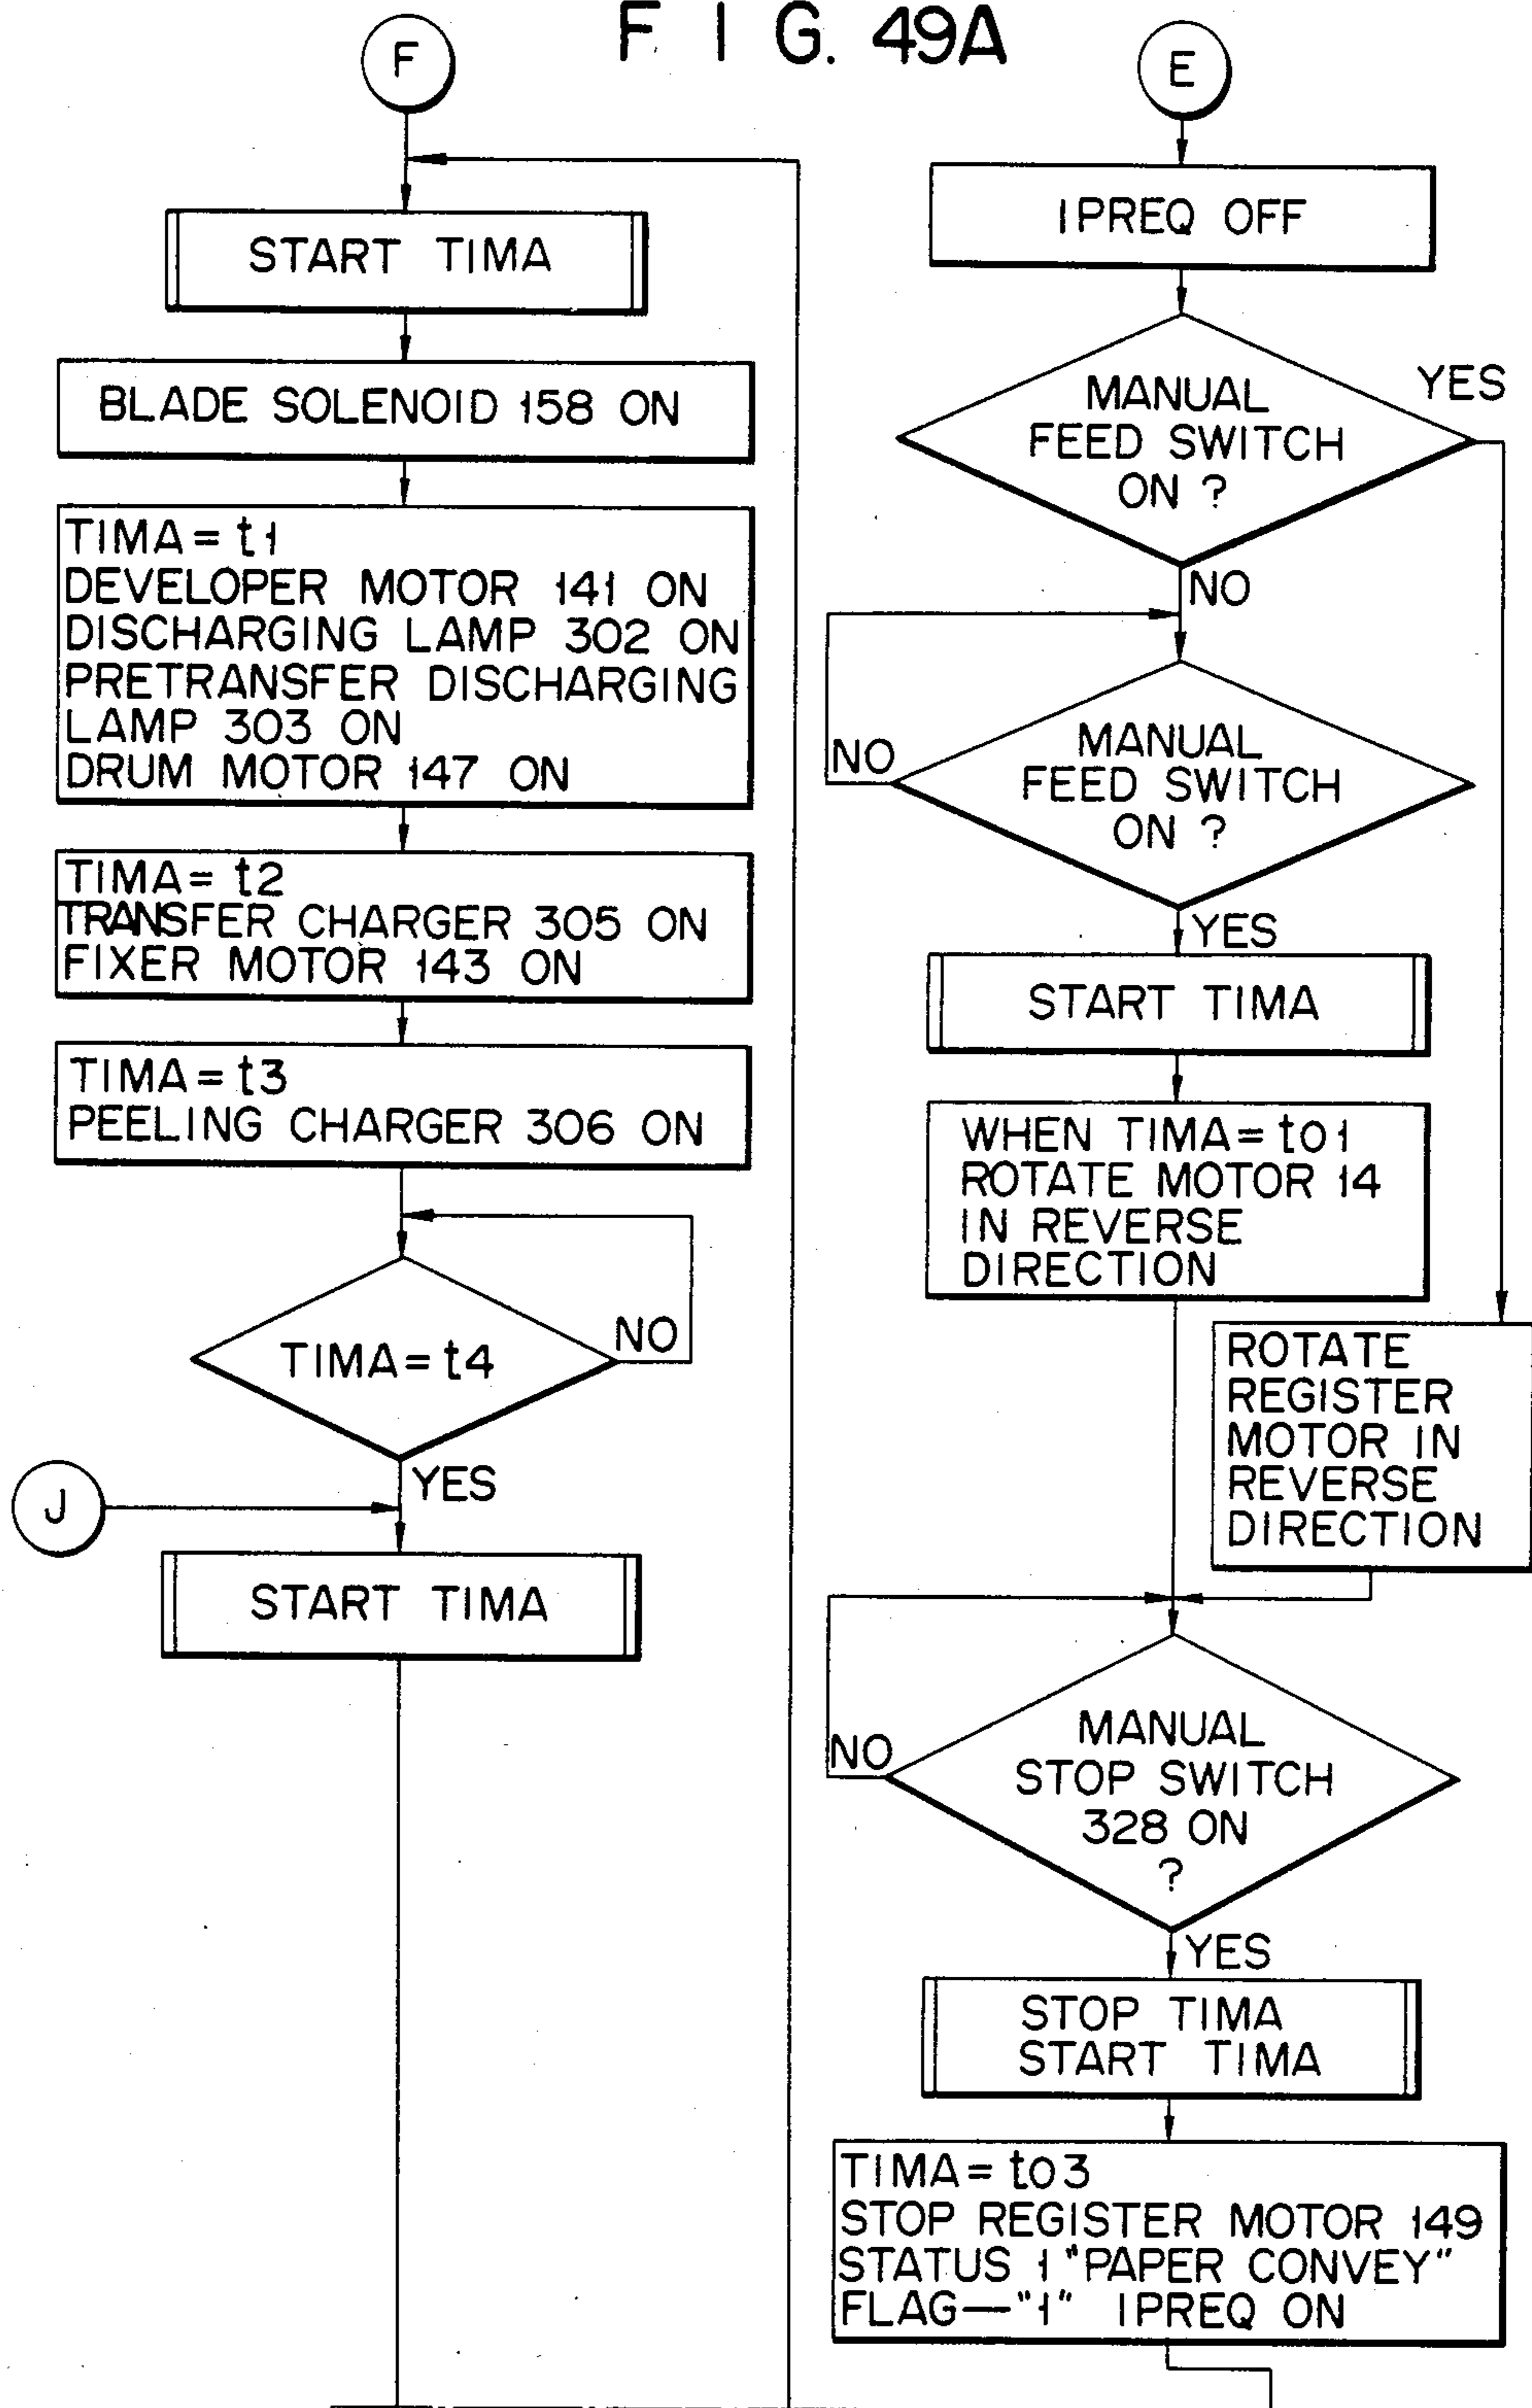 FIG. 49A
F
START TIMA
BLADE SOLENOID 158 ON
TIMA=t1
DEVELOPER MOTOR 141 ON
DISCHARGING LAMP 302 ON
PRETRANSFER DISCHARGING
LAMP 303 ON
DRUM MOTOR 147 ON
TIMA=t2
TRANSFER CHARGER 305 ON
FIXER MOTOR 143 ON
TIMA=t3
PEELING CHARGER 306 ON
TIMA=t4
NO
YES
J
START TIMA
E
IPREQ OFF
MANUAL
FEED SWITCH
ON ?
YES
NO
MANUAL
FEED SWITCH
ON ?
NO
YES
START TIMA
WHEN TIMA=to1
ROTATE MOTOR 14
IN REVERSE
DIRECTION
ROTATE
REGISTER
MOTOR IN
REVERSE
DIRECTION
MANUAL
STOP SWITCH
328 ON
?
NO
YES
STOP TIMA
START TIMA
TIMA=to3
STOP REGISTER MOTOR 149
STATUS 1 "PAPER CONVEY"
FLAG—"1" IPREQ ON